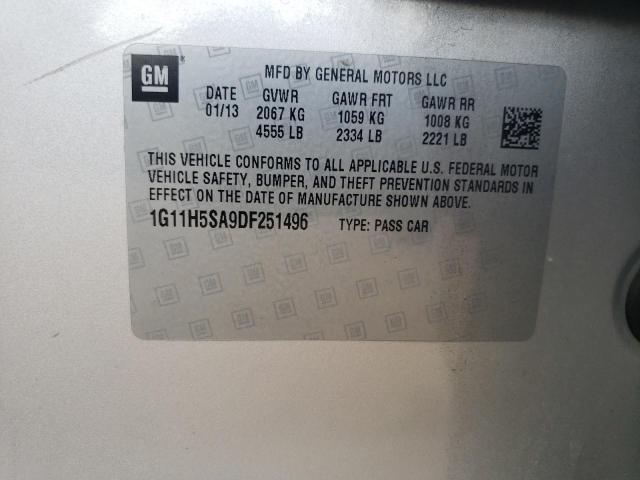 GM
MFD BY GENERAL MOTORS LLC
DATE GVWR GAWR FRT GAWR RR
01/13 2067 KG 1059 KG 1008 KG
4555 LB 2334 LB 2221 LB
THIS VEHICLE CONFORMS TO ALL APPLICABLE U.S. FEDERAL MOTOR
VEHICLE SAFETY, BUMPER, AND THEFT PREVENTION STANDARDS IN
EFFECT ON THE DATE OF MANUFACTURE SHOWN ABOVE.
1G11H5SA9DF251496 TYPE: PASS CAR